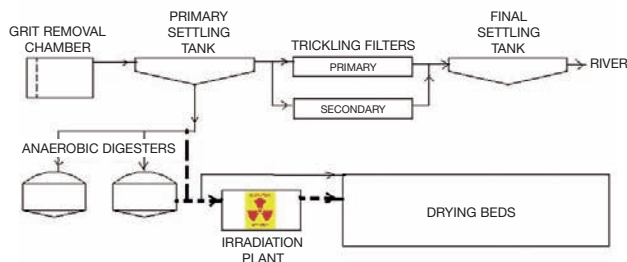 GRIT REMOVAL
CHAMBER
PRIMARY
SETTLING
TANK
TRICKLING FILTERS
PRIMARY
SECONDARY
FINAL
SETTLING
TANK
RIVER
ANAEROBIC DIGESTERS
IRRADIATION
PLANT
DRYING BEDS